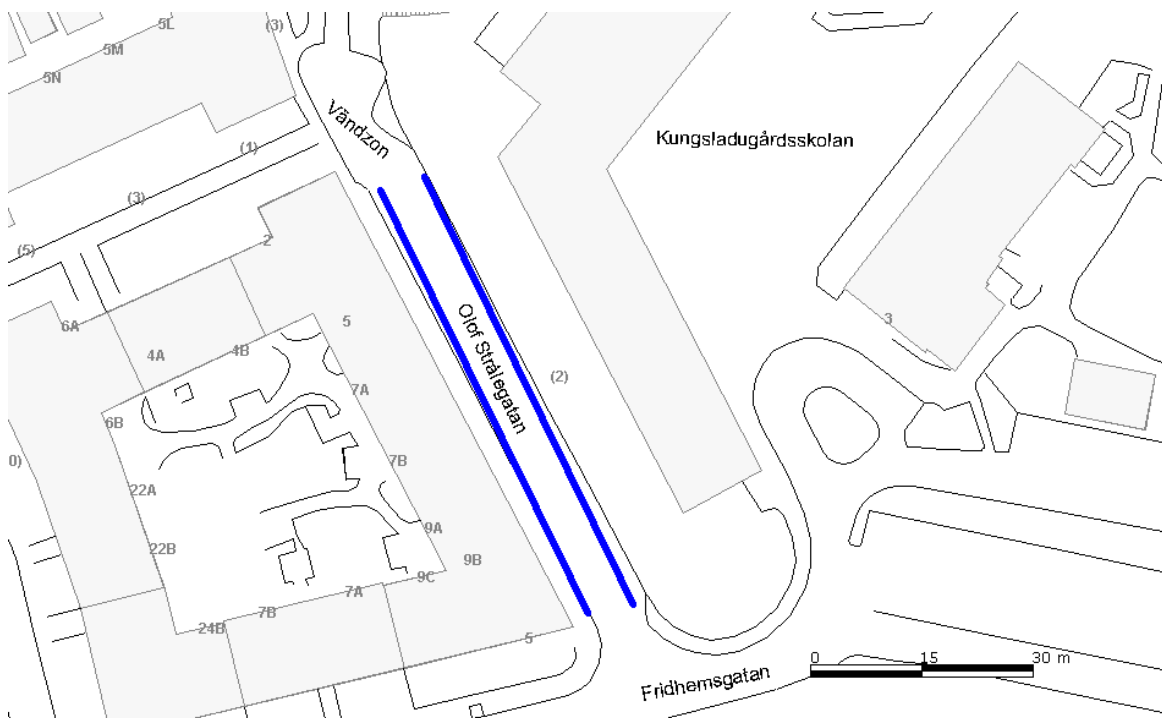 5L
(3)
5M
5N
Vändzon
Kungsladugårdsskolan
(1)
(3)
(5)
2
6A
5
3
4A
4B
Olof Strålegatan
(2)
7A
6B
7B
0)
22A
9A
22B
9B
9C
7A
7B
24B
5
0 15 30 m
Fridhemsgatan